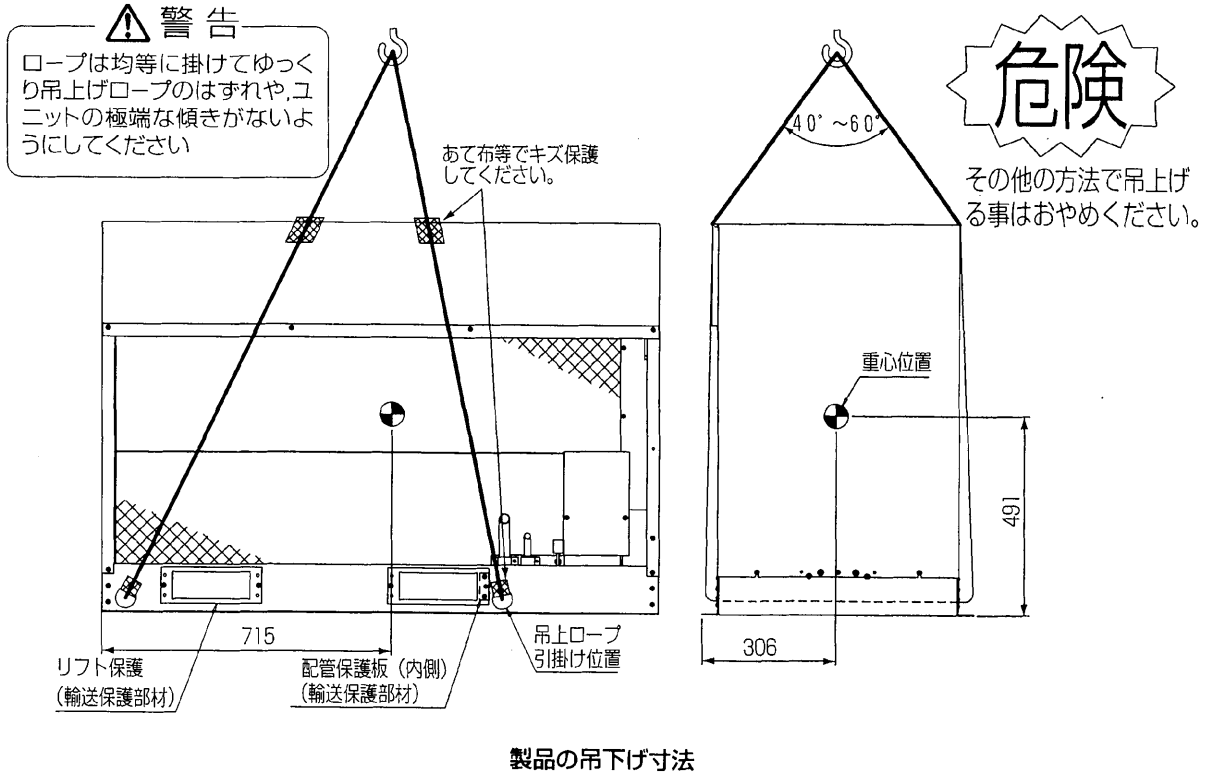 警告
ロープは均等に掛けてゆっく
り吊上げロープのはずれや,ユ
ニットの極端な傾きがないよ
うにしてください
あて布等でキズ保護
してください。
40°～60°
危険
その他の方法で吊上げ
る事はおやめください。
重心位置
491
715
306
リフト保護
(輸送保護部材)
配管保護板（内側）
(輸送保護部材)
吊上ロープ
引掛け位置
製品の吊下げ寸法